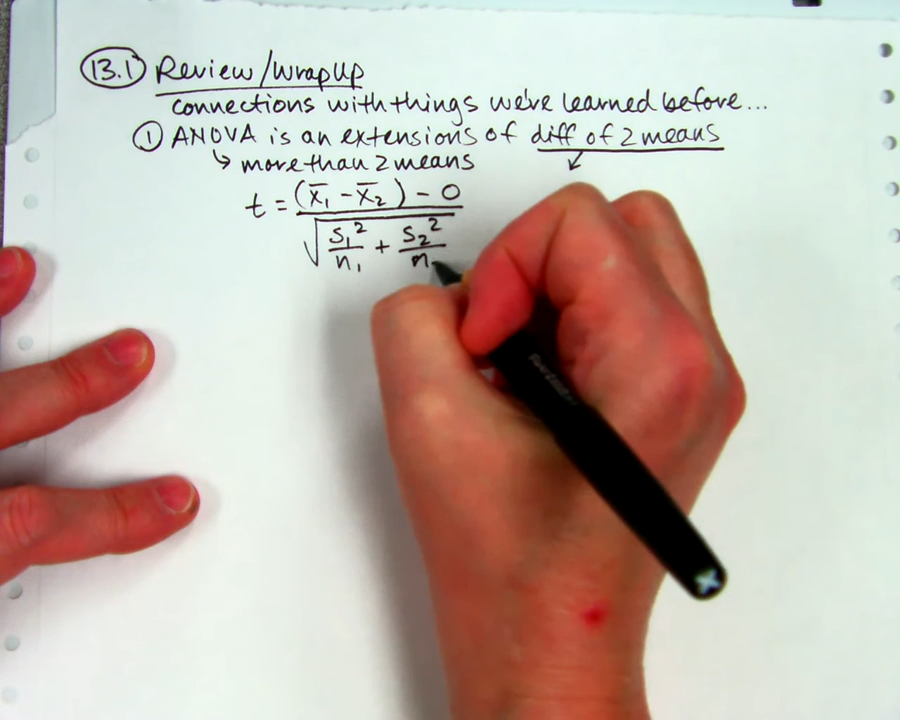 13.1 Review/WrapUp
connections with things we've learned before...
① ANOVA is an extensions of diff of 2 means
↳ more than 2 means ↙
t = (x̄₁ - x̄₂) - 0
√ s₁²/n₁ + s₂²/n